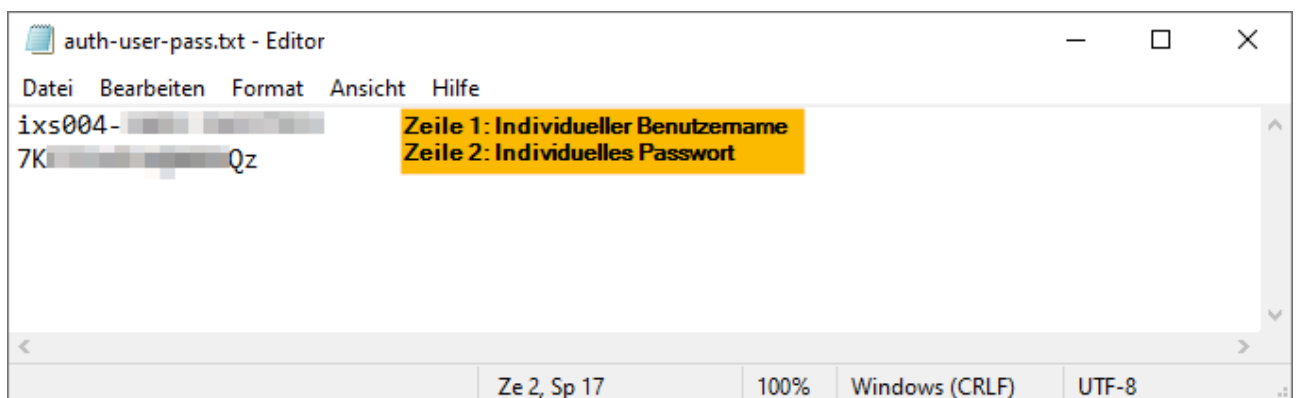 auth-user-pass.txt - Editor
Datei Bearbeiten Format Ansicht Hilfe
ixs004-
7K Qz
Zeile 1: Individueller Benutzername
Zeile 2: Individuelles Passwort
Ze 2, Sp 17 100% Windows (CRLF) UTF-8